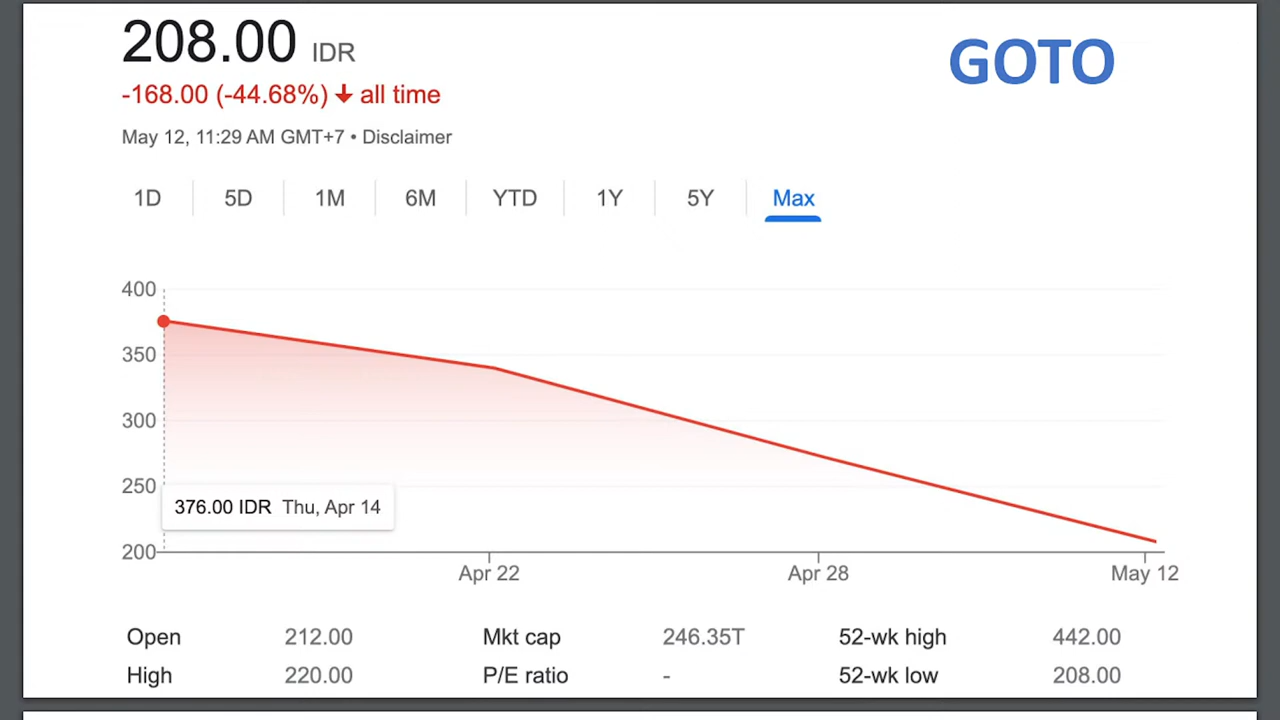 208.00 IDR
GOTO
-168.00 (-44.68%) ↓ all time
May 12, 11:29 AM GMT+7 • Disclaimer
1D 5D 1M 6M YTD 1Y 5Y Max
400
350
300
250
376.00 IDR Thu, Apr 14
200
Apr 22 Apr 28 May 12
Open 212.00 Mkt cap 246.35T 52-wk high 442.00
High 220.00 P/E ratio - 52-wk low 208.00